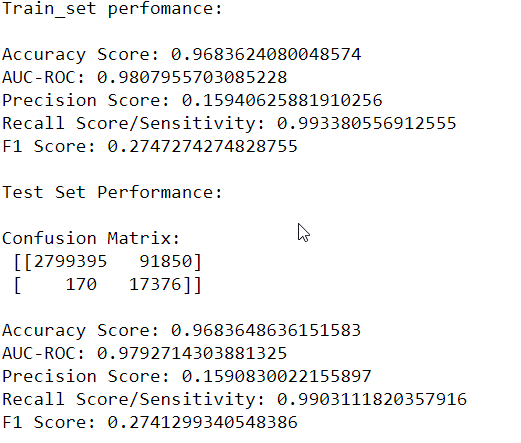 Train_set perfomance:
Accuracy Score: 0.9683624080048574
AUC-ROC: 0.9807955703085228
Precision Score: 0.15940625881910256
Recall Score/Sensitivity: 0.993380556912555
F1 Score: 0.2747274274828755
Test Set Performance:
Confusion Matrix:
[[2799395 91850]
[ 170 17376]]
Accuracy Score: 0.9683648636151583
AUC-ROC: 0.9792714303881325
Precision Score: 0.1590830022155897
Recall Score/Sensitivity: 0.9903111820357916
F1 Score: 0.2741299340548386